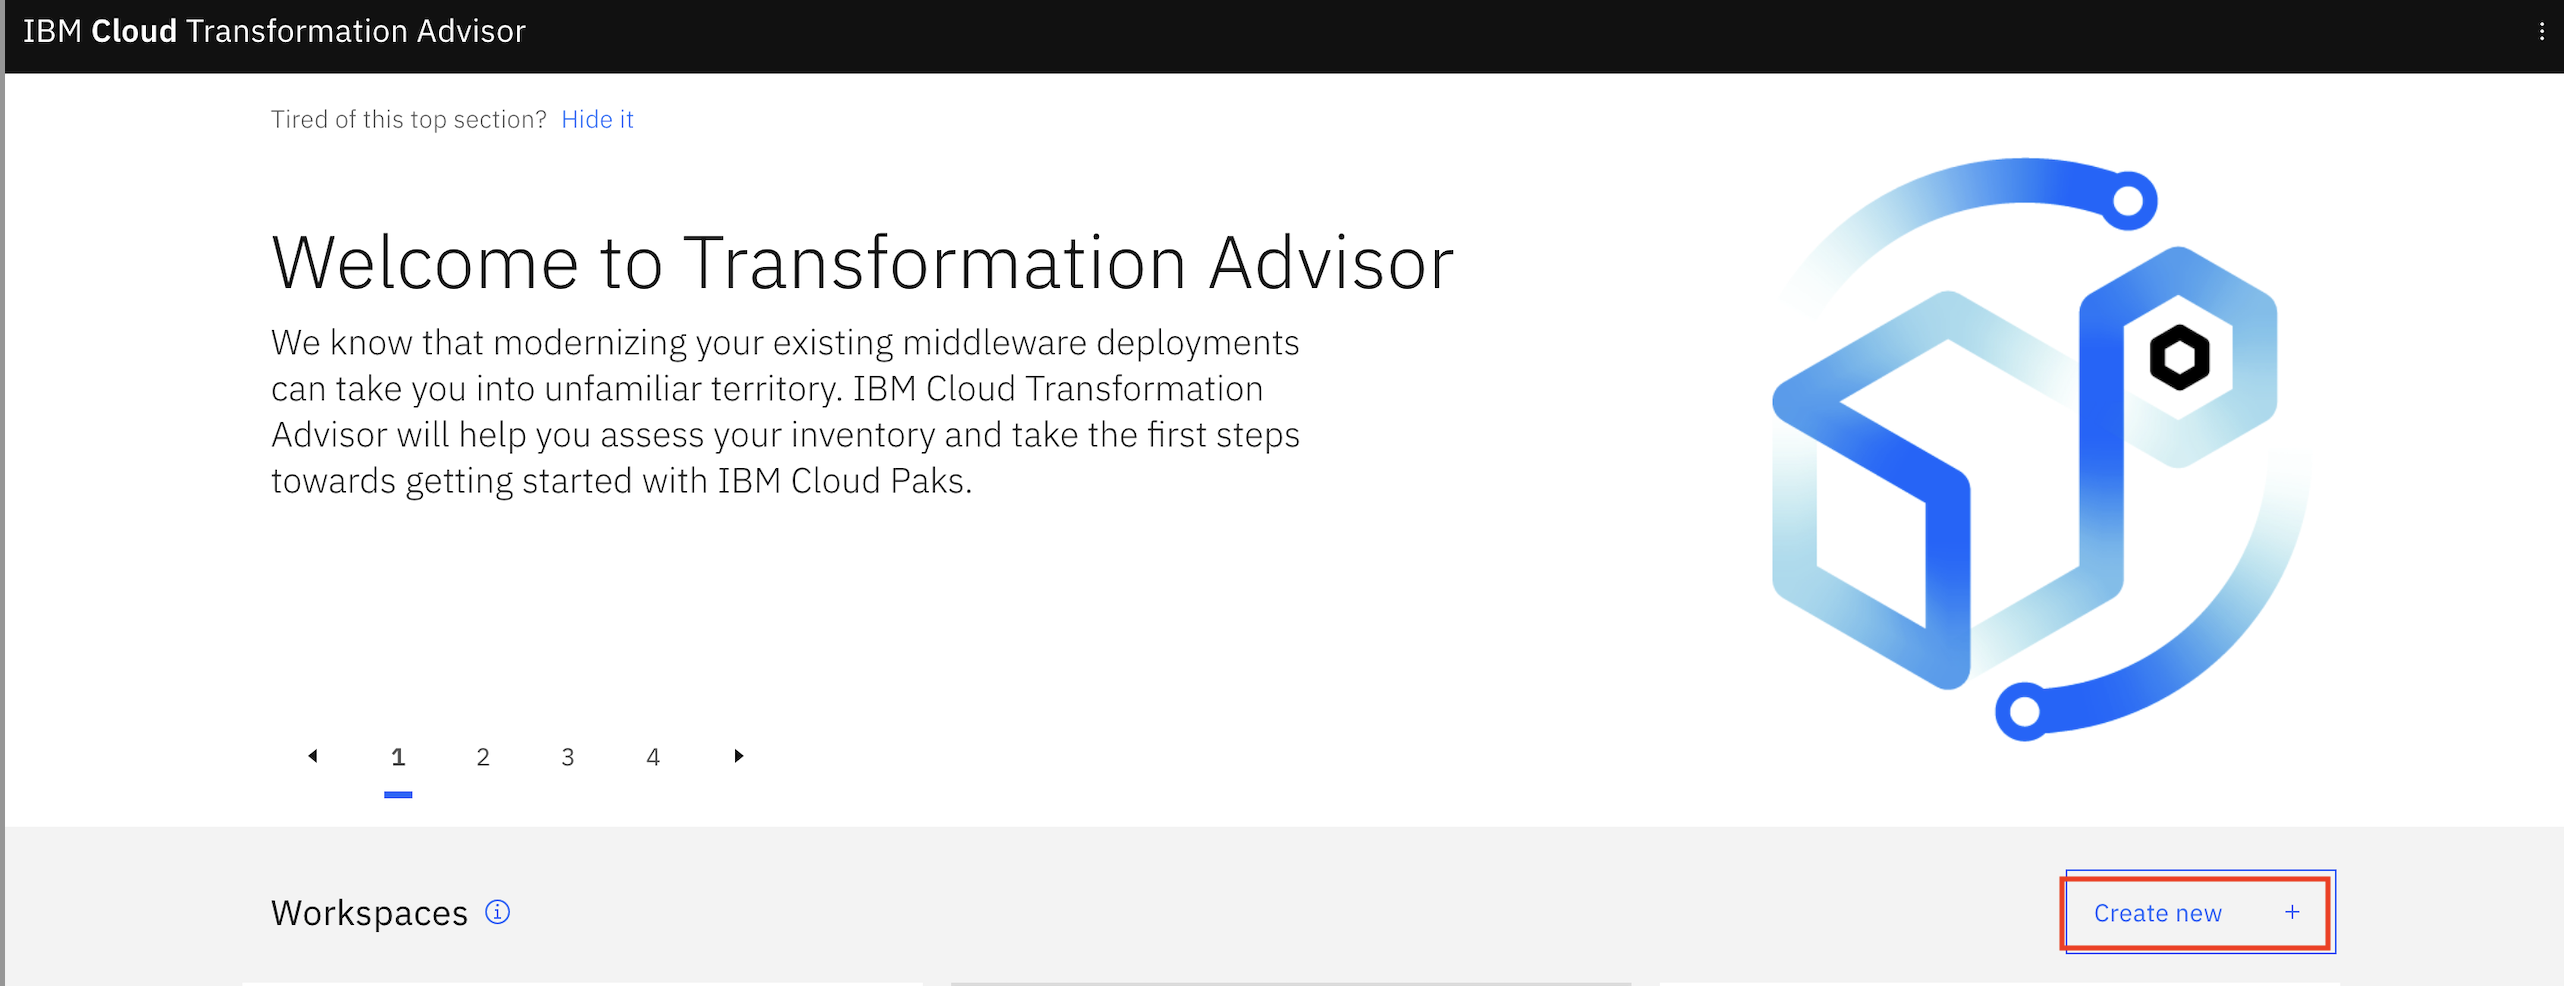 IBM Cloud Transformation Advisor
Tired of this top section? Hide it
Welcome to Transformation Advisor
We know that modernizing your existing middleware deployments
can take you into unfamiliar territory. IBM Cloud Transformation
Advisor will help you assess your inventory and take the first steps
towards getting started with IBM Cloud Paks.
1 2 3 4
Workspaces
Create new +